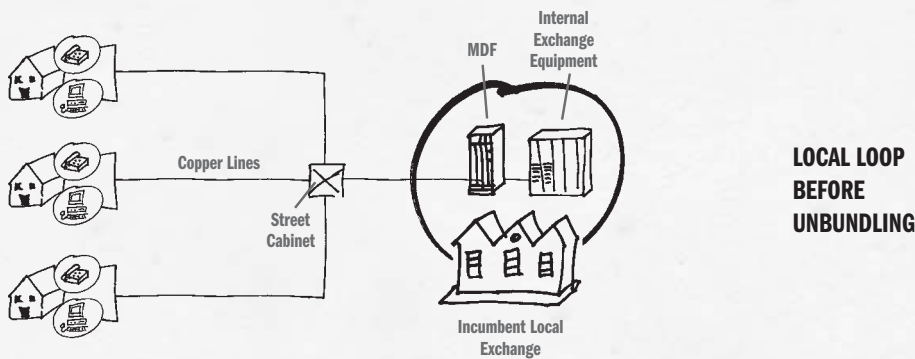 Internal
Exchange
Equipment
MDF
Copper Lines
Street
Cabinet
Incumbent Local
Exchange
LOCAL LOOP
BEFORE
UNBUNDLING